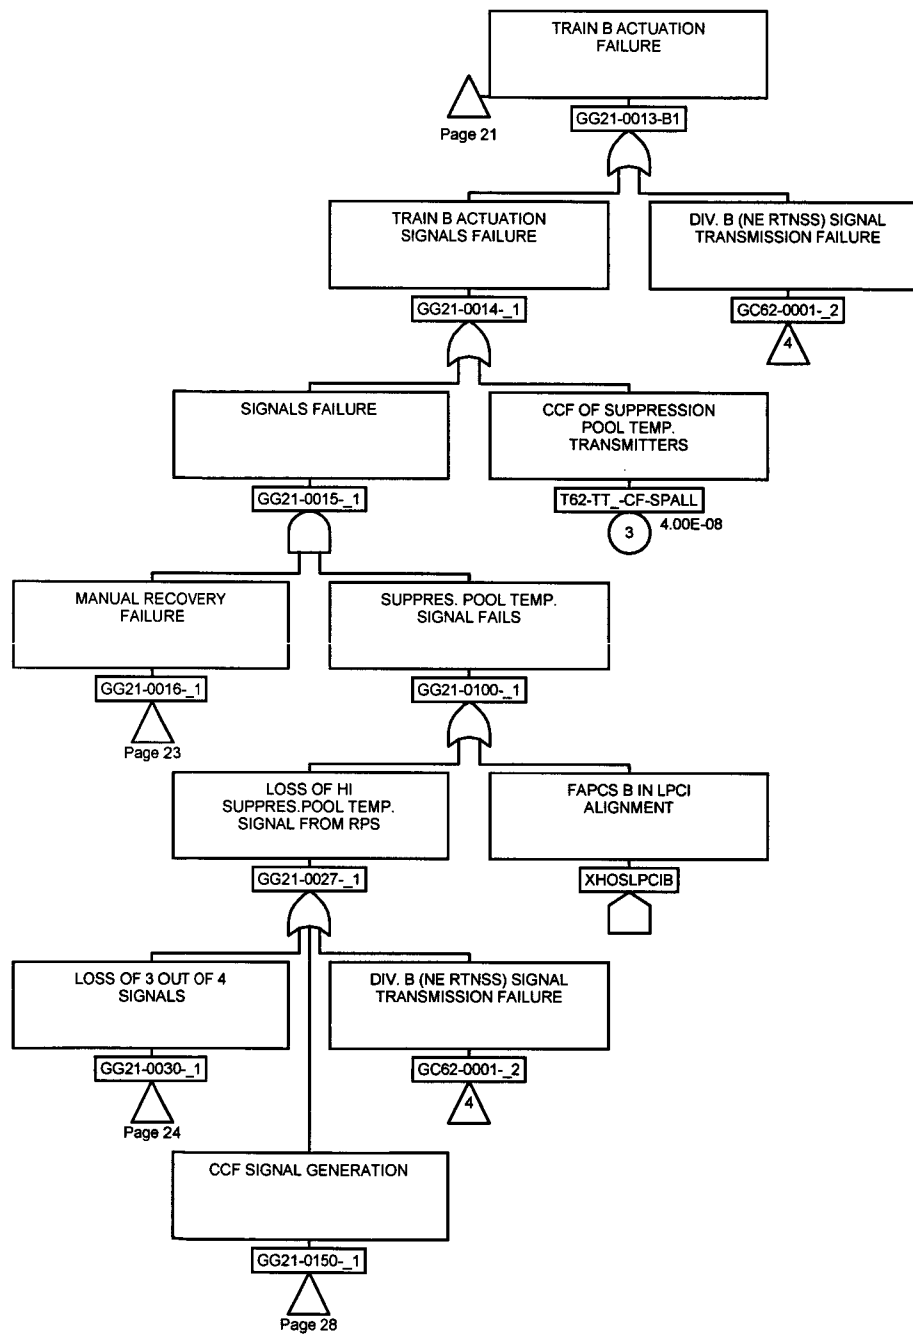 TRAIN B ACTUATION
FAILURE
Page 21
GG21-0013-B1
TRAIN B ACTUATION
SIGNALS FAILURE
DIV. B (NE RTNSS) SIGNAL
TRANSMISSION FAILURE
GG21-0014-_1
GC62-0001-_2
4
SIGNALS FAILURE
CCF OF SUPPRESSION
POOL TEMP.
TRANSMITTERS
GG21-0015-_1
T62-TT_-CF-SPALL
3
4.00E-08
MANUAL RECOVERY
FAILURE
SUPPRES. POOL TEMP.
SIGNAL FAILS
GG21-0016-_1
GG21-0100-_1
Page 23
LOSS OF HI
SUPPRES.POOL TEMP.
SIGNAL FROM RPS
FAPCS B IN LPCI
ALIGNMENT
GG21-0027-_1
XHOSLPCIB
LOSS OF 3 OUT OF 4
SIGNALS
DIV. B (NE RTNSS) SIGNAL
TRANSMISSION FAILURE
GG21-0030-_1
GC62-0001-_2
4
Page 24
CCF SIGNAL GENERATION
GG21-0150-_1
Page 28